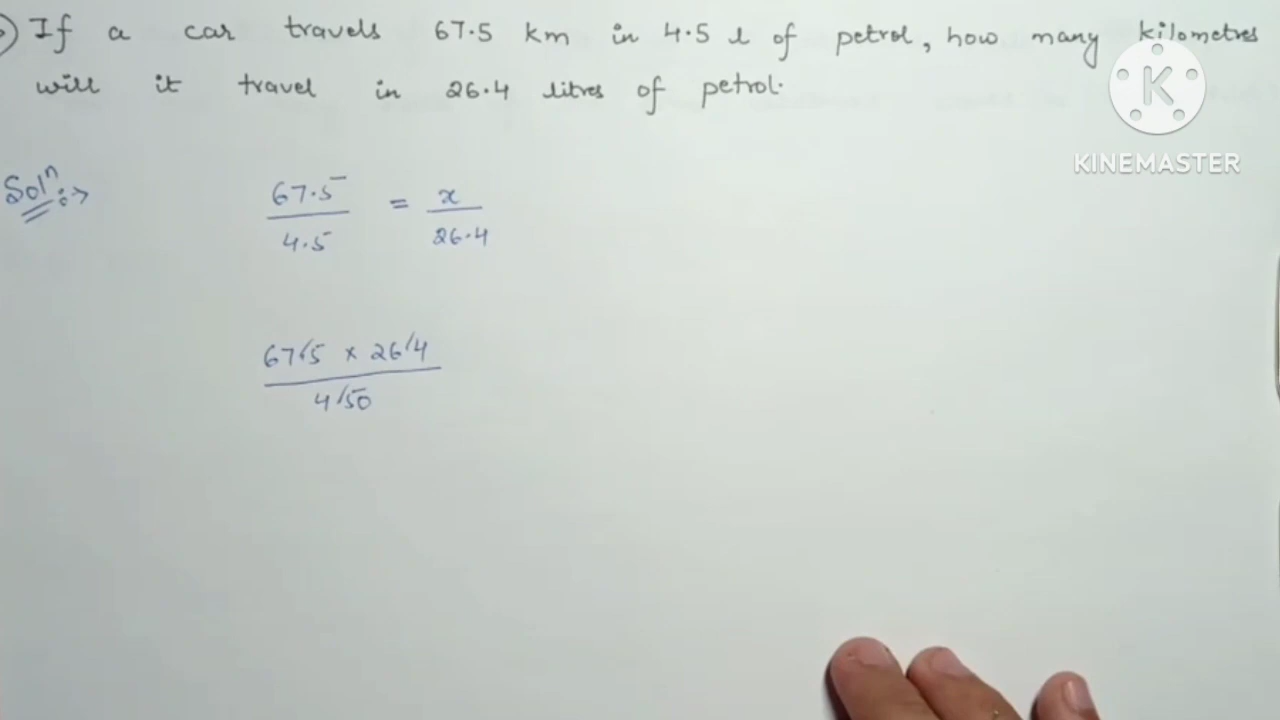 ) If a car travels 67.5 km in 4.5 l of petrol, how many kilometres
will it travel in 26.4 litres of petrol.
K
KINEMASTER
Solⁿ :->
67.5 / 4.5 = x / 26.4
67/5 x 26/4
4/50